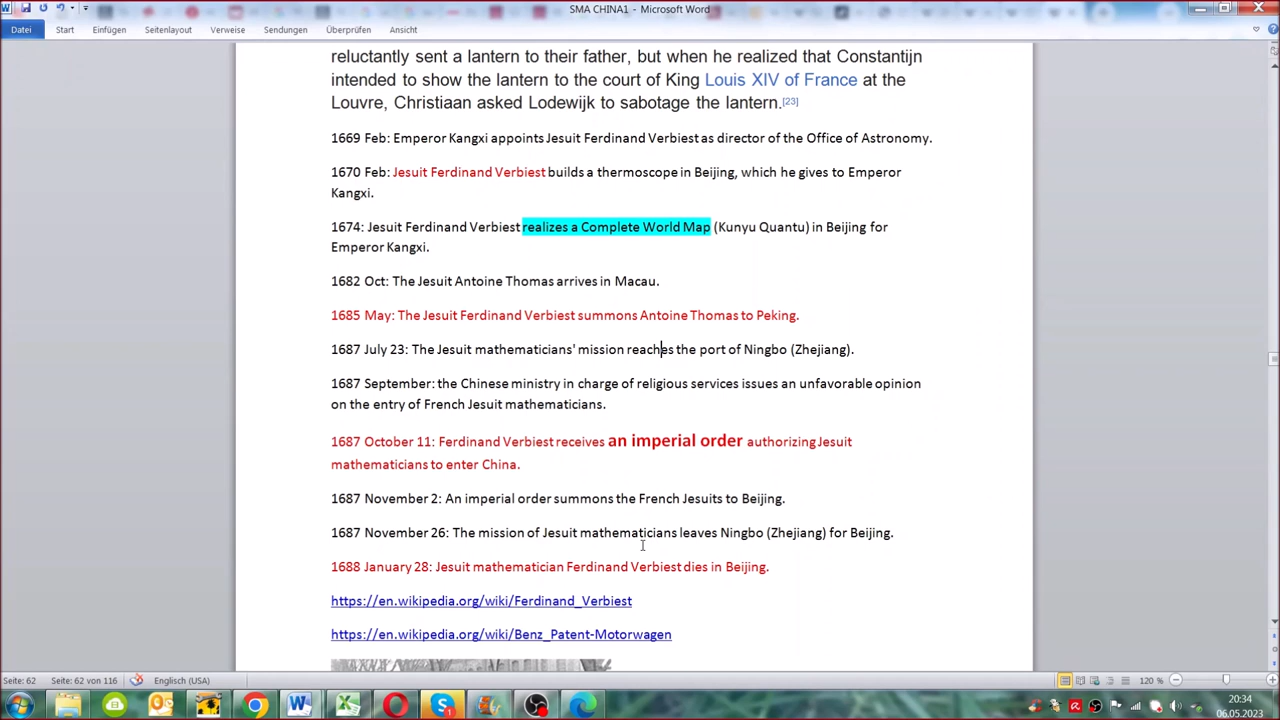 SMA CHINA1 - Microsoft Word
Datei Start Einfügen Seitenlayout Verweise Sendungen Überprüfen Ansicht
reluctantly sent a lantern to their father, but when he realized that Constantijn
intended to show the lantern to the court of King Louis XIV of France at the
Louvre, Christiaan asked Lodewijk to sabotage the lantern.[23]
1669 Feb: Emperor Kangxi appoints Jesuit Ferdinand Verbiest as director of the Office of Astronomy.
1670 Feb: Jesuit Ferdinand Verbiest builds a thermoscope in Beijing, which he gives to Emperor
Kangxi.
1674: Jesuit Ferdinand Verbiest realizes a Complete World Map (Kunyu Quantu) in Beijing for
Emperor Kangxi.
1682 Oct: The Jesuit Antoine Thomas arrives in Macau.
1685 May: The Jesuit Ferdinand Verbiest summons Antoine Thomas to Peking.
1687 July 23: The Jesuit mathematicians' mission reaches the port of Ningbo (Zhejiang).
1687 September: the Chinese ministry in charge of religious services issues an unfavorable opinion
on the entry of French Jesuit mathematicians.
1687 October 11: Ferdinand Verbiest receives an imperial order authorizing Jesuit
mathematicians to enter China.
1687 November 2: An imperial order summons the French Jesuits to Beijing.
1687 November 26: The mission of Jesuit mathematicians leaves Ningbo (Zhejiang) for Beijing.
1688 January 28: Jesuit mathematician Ferdinand Verbiest dies in Beijing.
https://en.wikipedia.org/wiki/Ferdinand_Verbiest
https://en.wikipedia.org/wiki/Benz_Patent-Motorwagen
Seite: 62 Seite: 62 von 116 Englisch (USA) 120 %
20:34
06.05.2023